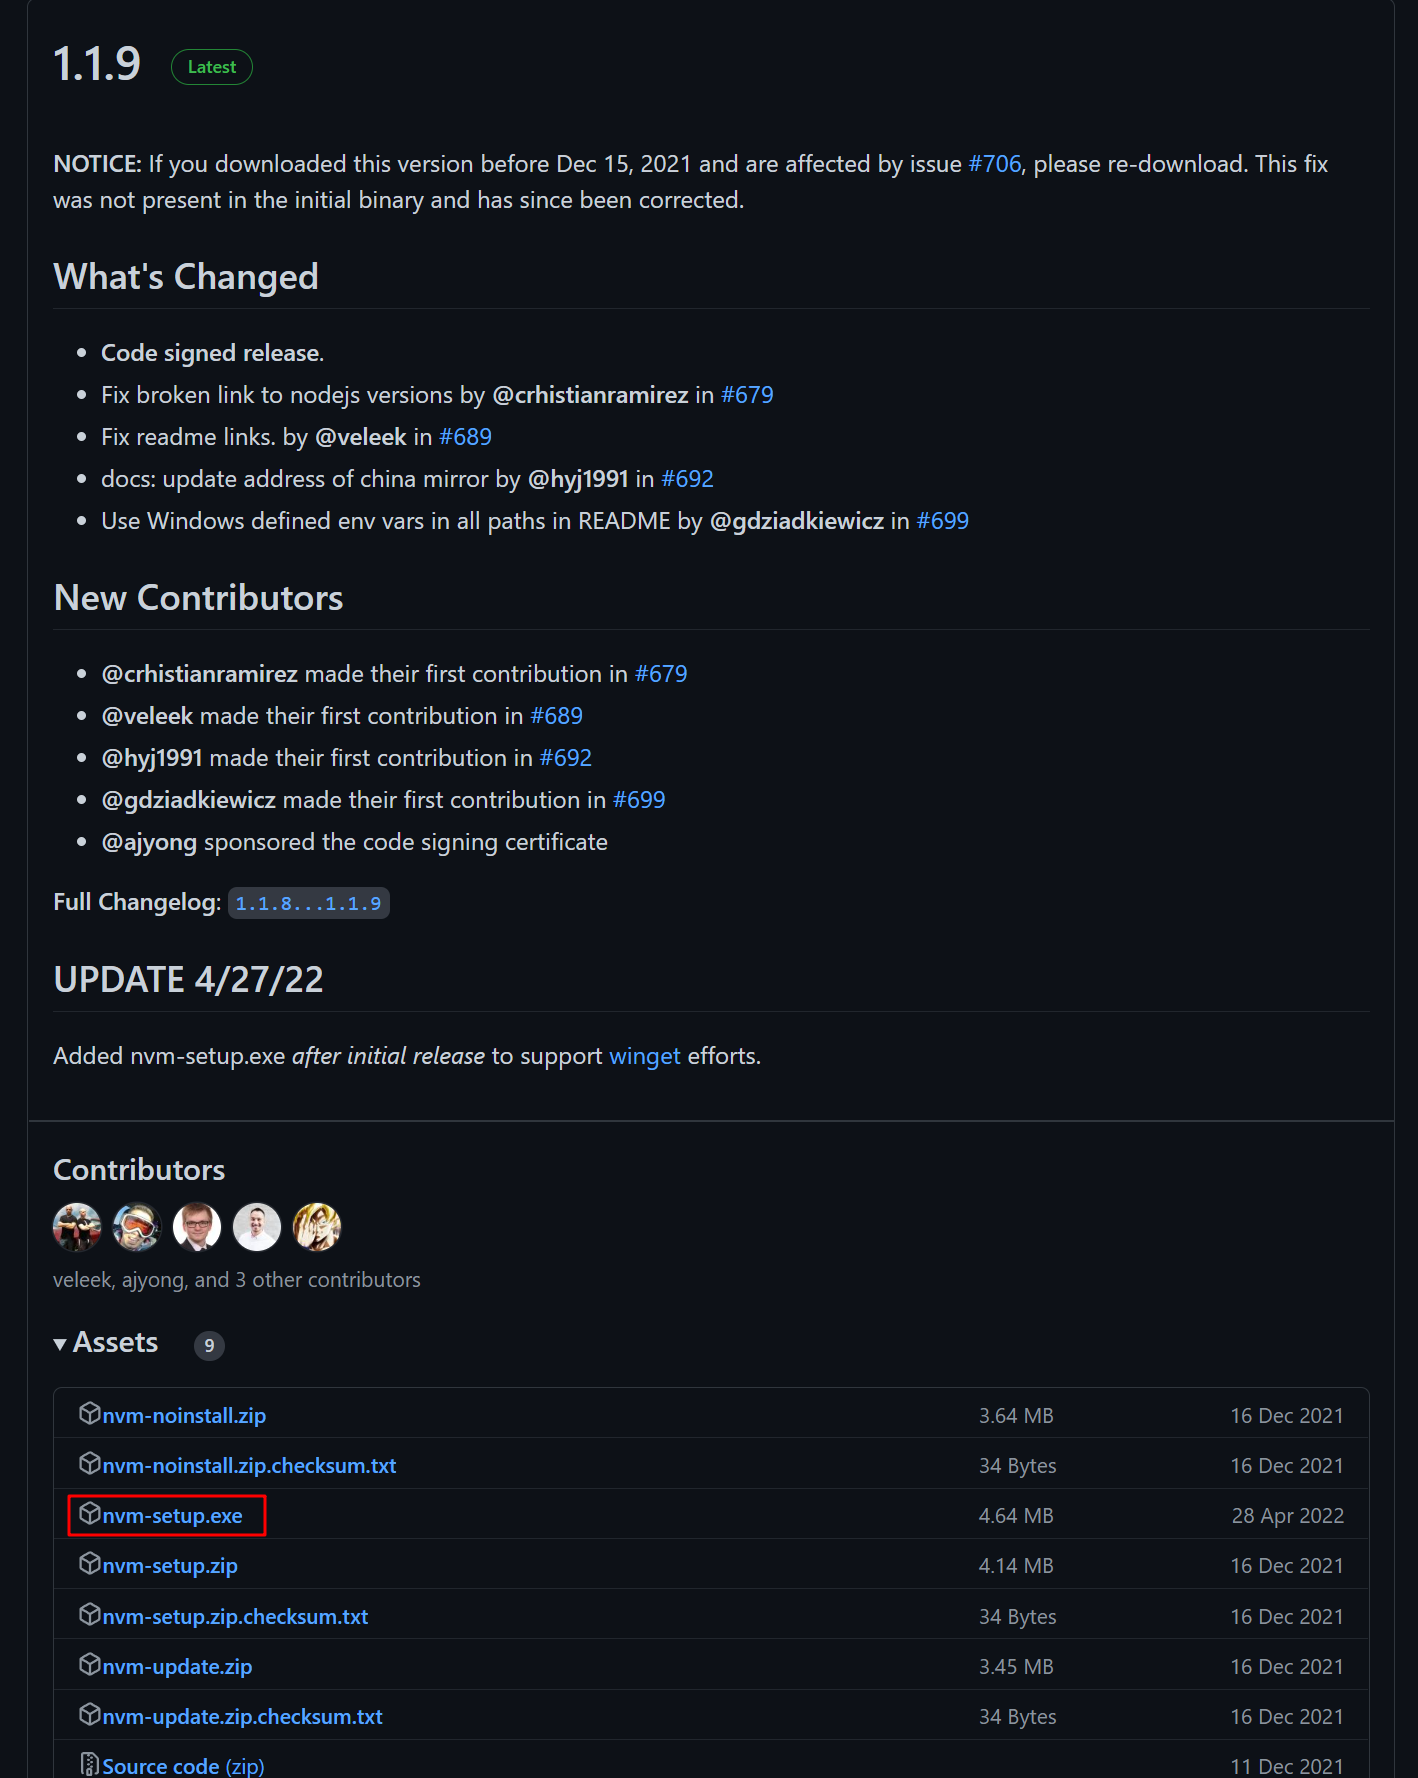 1.1.9 Latest
NOTICE: If you downloaded this version before Dec 15, 2021 and are affected by issue #706, please re-download. This fix
was not present in the initial binary and has since been corrected.
What's Changed
Code signed release.
Fix broken link to nodejs versions by @crhistianramirez in #679
Fix readme links. by @veleek in #689
docs: update address of china mirror by @hyj1991 in #692
Use Windows defined env vars in all paths in README by @gdziadkiewicz in #699
New Contributors
@crhistianramirez made their first contribution in #679
@veleek made their first contribution in #689
@hyj1991 made their first contribution in #692
@gdziadkiewicz made their first contribution in #699
@ajyong sponsored the code signing certificate
Full Changelog: 1.1.8...1.1.9
UPDATE 4/27/22
Added nvm-setup.exe after initial release to support winget efforts.
Contributors
veleek, ajyong, and 3 other contributors
Assets 9
nvm-noinstall.zip 3.64 MB 16 Dec 2021
nvm-noinstall.zip.checksum.txt 34 Bytes 16 Dec 2021
nvm-setup.exe 4.64 MB 28 Apr 2022
nvm-setup.zip 4.14 MB 16 Dec 2021
nvm-setup.zip.checksum.txt 34 Bytes 16 Dec 2021
nvm-update.zip 3.45 MB 16 Dec 2021
nvm-update.zip.checksum.txt 34 Bytes 16 Dec 2021
Source code (zip) 11 Dec 2021